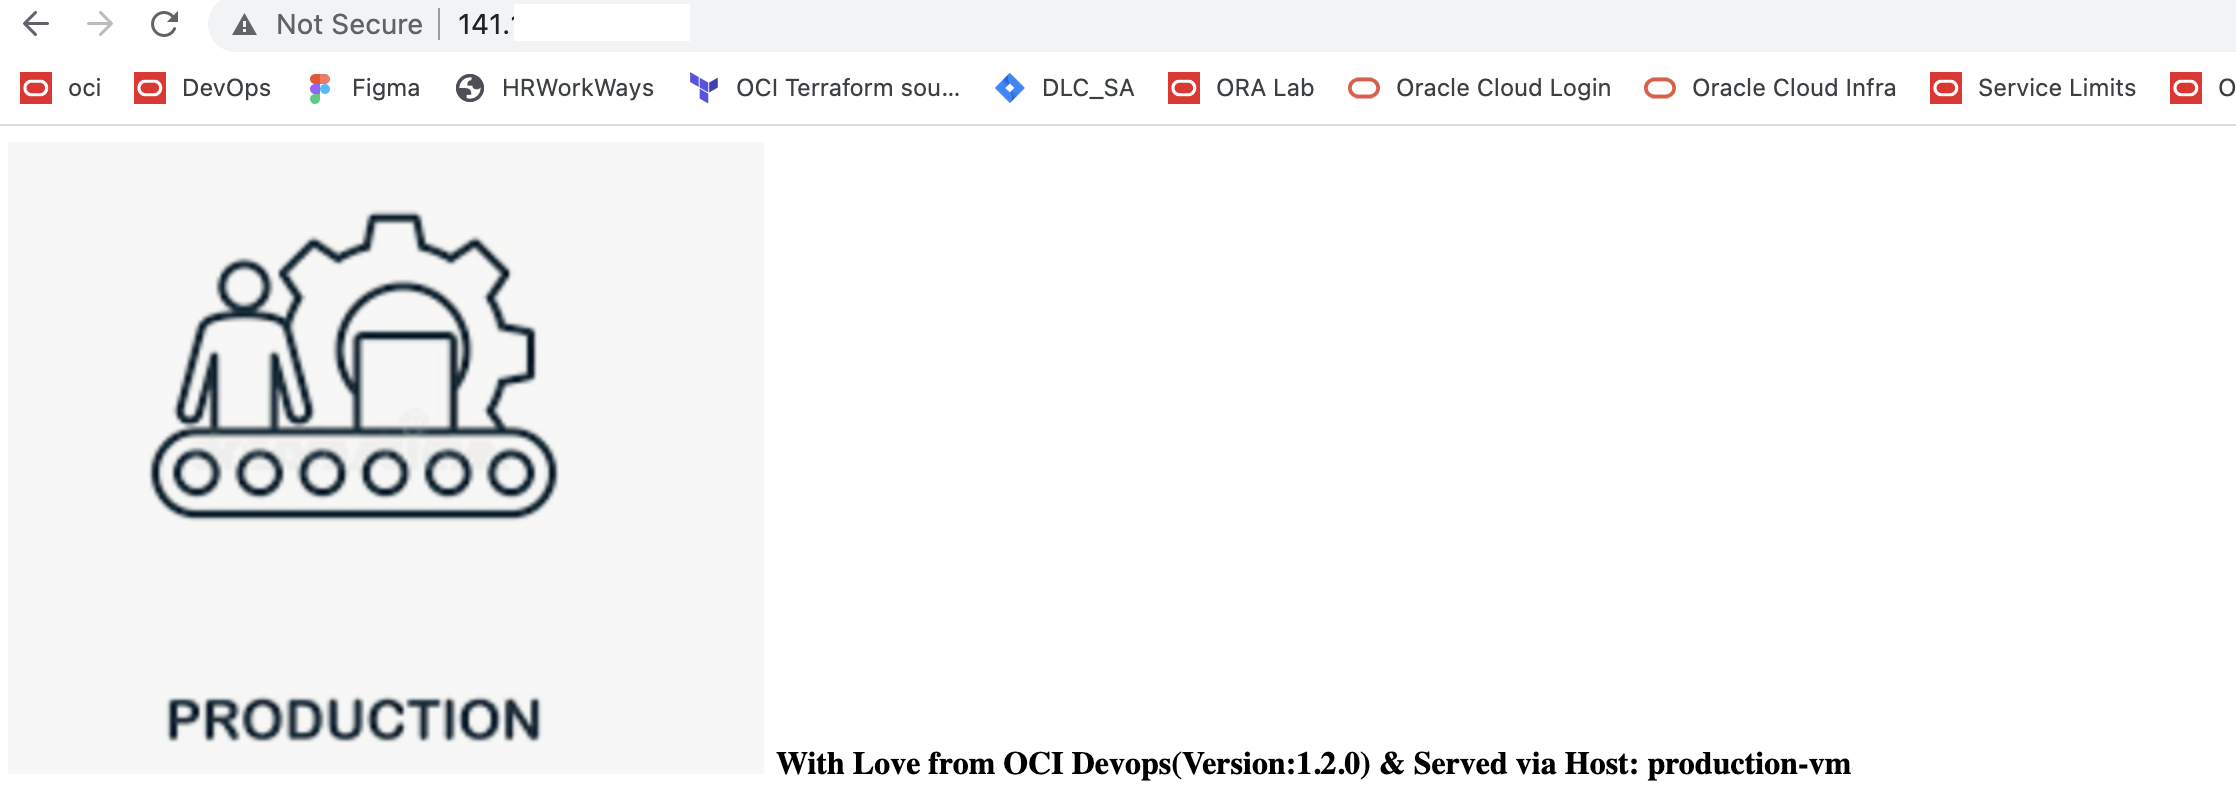 Not Secure | 141.
oci DevOps Figma HRWorkWays OCI Terraform sou... DLC_SA ORA Lab Oracle Cloud Login Oracle Cloud Infra Service Limits O
PRODUCTION
With Love from OCI Devops(Version:1.2.0) & Served via Host: production-vm